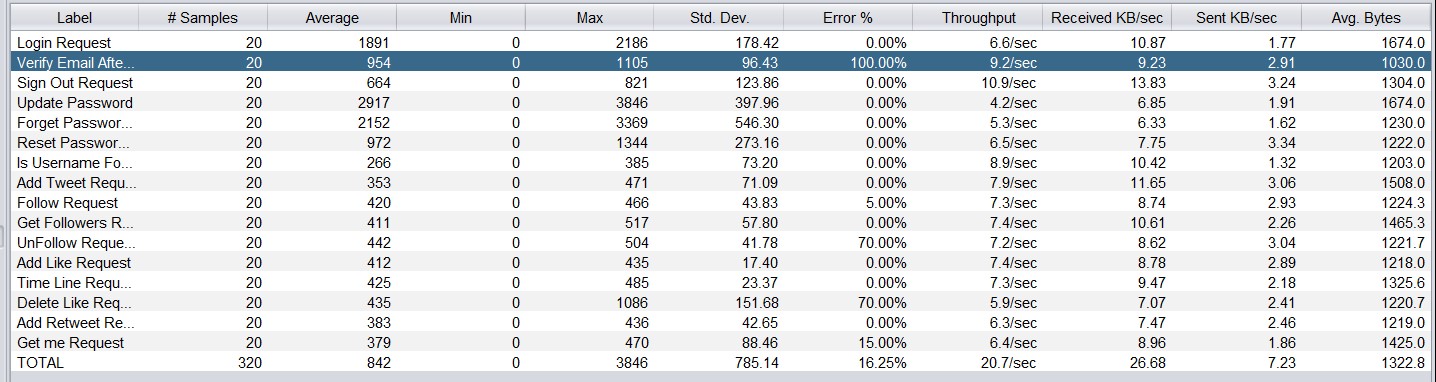 Label # Samples Average Min Max Std. Dev. Error % Throughput Received KB/sec Sent KB/sec Avg. Bytes
Login Request 20 1891 0 2186 178.42 0.00% 6.6/sec 10.87 1.77 1674.0
Verify Email Afte... 20 954 0 1105 96.43 100.00% 9.2/sec 9.23 2.91 1030.0
Sign Out Request 20 664 0 821 123.86 0.00% 10.9/sec 13.83 3.24 1304.0
Update Password 20 2917 0 3846 397.96 0.00% 4.2/sec 6.85 1.91 1674.0
Forget Passwor... 20 2152 0 3369 546.30 0.00% 5.3/sec 6.33 1.62 1230.0
Reset Passwor... 20 972 0 1344 273.16 0.00% 6.5/sec 7.75 3.34 1222.0
Is Username Fo... 20 266 0 385 73.20 0.00% 8.9/sec 10.42 1.32 1203.0
Add Tweet Requ... 20 353 0 471 71.09 0.00% 7.9/sec 11.65 3.06 1508.0
Follow Request 20 420 0 466 43.83 5.00% 7.3/sec 8.74 2.93 1224.3
Get Followers R... 20 411 0 517 57.80 0.00% 7.4/sec 10.61 2.26 1465.3
UnFollow Reque... 20 442 0 504 41.78 70.00% 7.2/sec 8.62 3.04 1221.7
Add Like Request 20 412 0 435 17.40 0.00% 7.4/sec 8.78 2.89 1218.0
Time Line Requ... 20 425 0 485 23.37 0.00% 7.3/sec 9.47 2.18 1325.6
Delete Like Req... 20 435 0 1086 151.68 70.00% 5.9/sec 7.07 2.41 1220.7
Add Retweet Re... 20 383 0 436 42.65 0.00% 6.3/sec 7.47 2.46 1219.0
Get me Request 20 379 0 470 88.46 15.00% 6.4/sec 8.96 1.86 1425.0
TOTAL 320 842 0 3846 785.14 16.25% 20.7/sec 26.68 7.23 1322.8